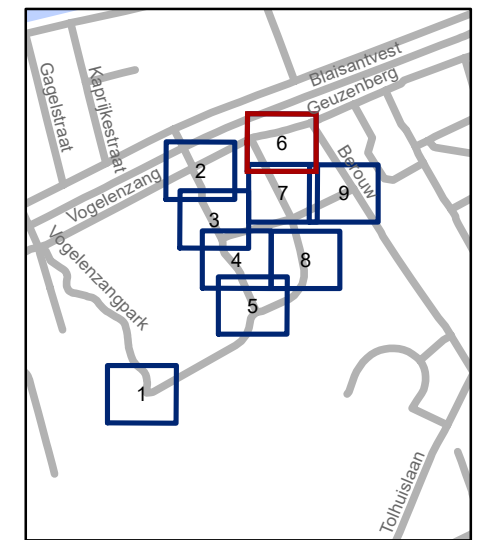 Blaisantvest
Geuzenberg
Gagelstraat
Kaprijkestraat
6
Berouw
2
Vogelenzang
7
9
3
Vogelenzangpark
4
8
5
1
Tolhuislaan